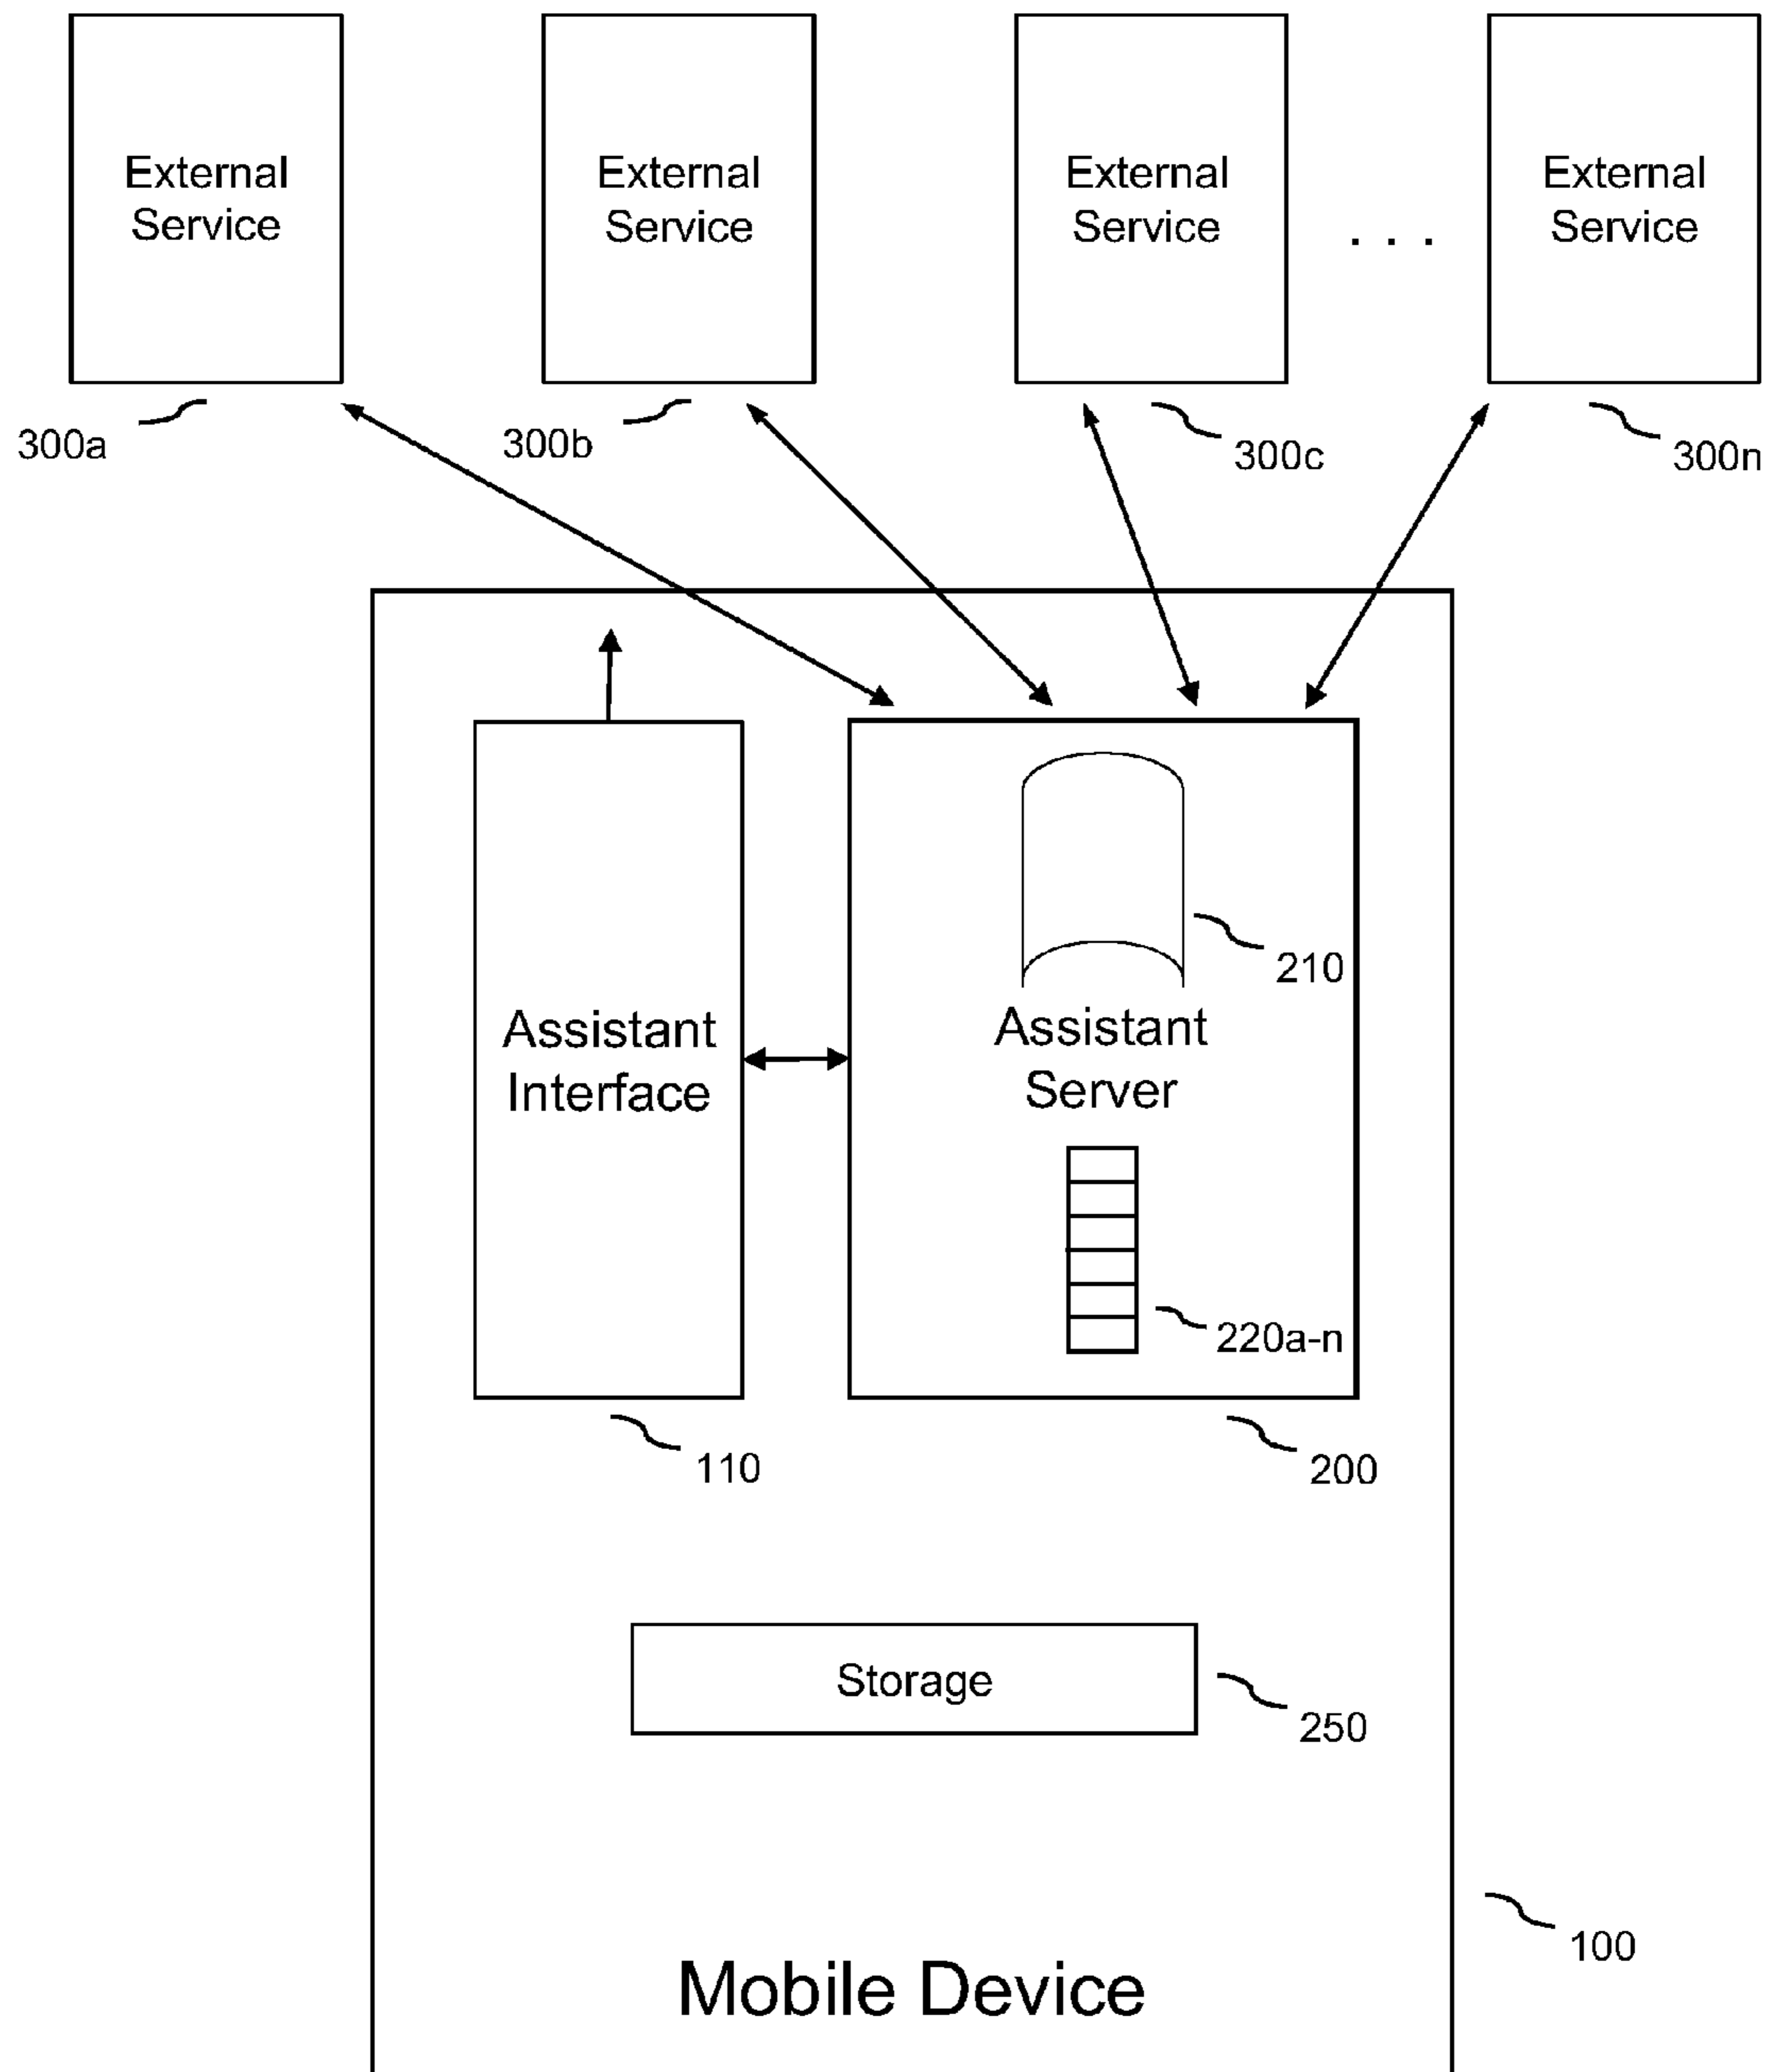 External
Service
External
Service
External
Service
. . .
External
Service
300a
300b
300c
300n
210
Assistant
Interface
Assistant
Server
220a-n
110
200
Storage
250
100
Mobile Device